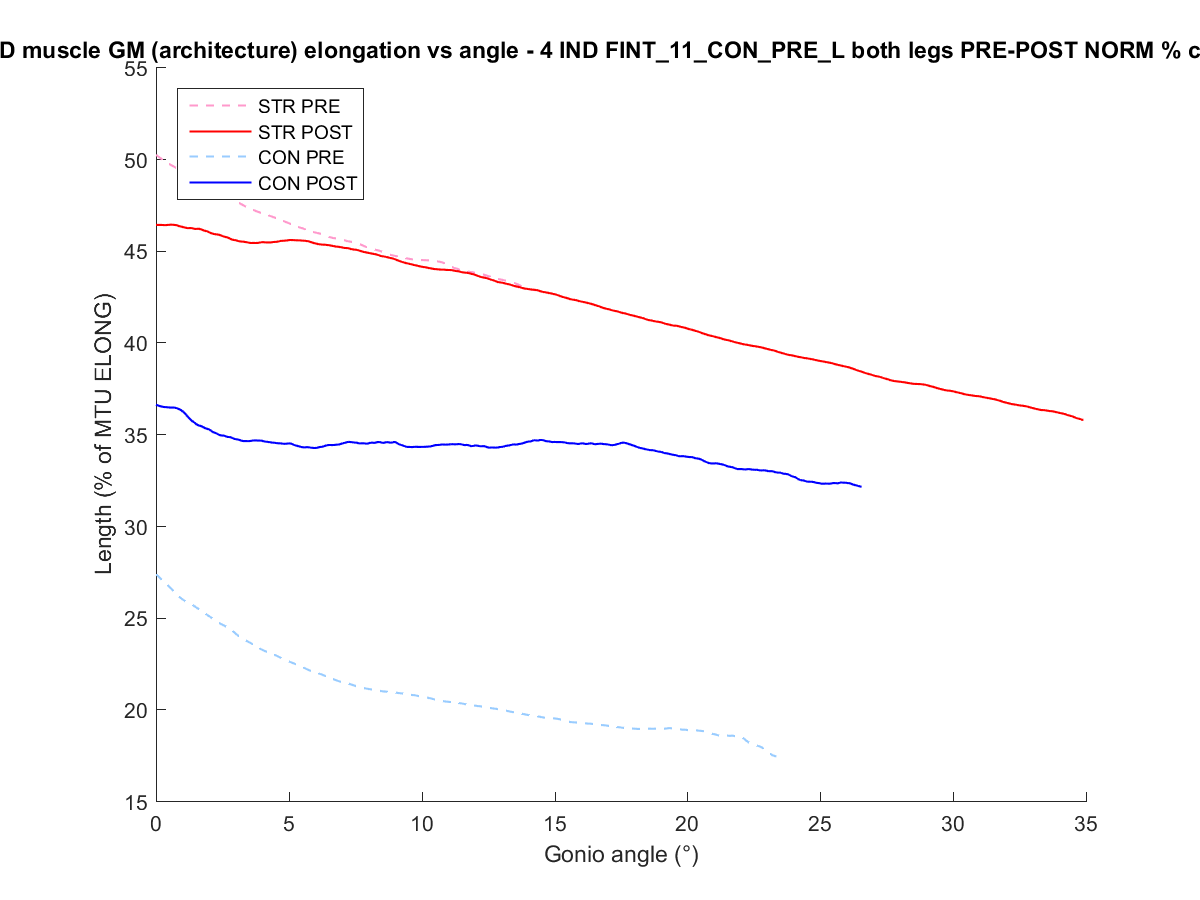 D muscle GM (architecture) elongation vs angle - 4 IND FINT_11_CON_PRE_L both legs PRE-POST NORM % c
55
50
45
40
35
30
25
20
15
STR PRE
STR POST
CON PRE
CON POST
Length (% of MTU ELONG)
0 5 10 15 20 25 30 35
Gonio angle (°)